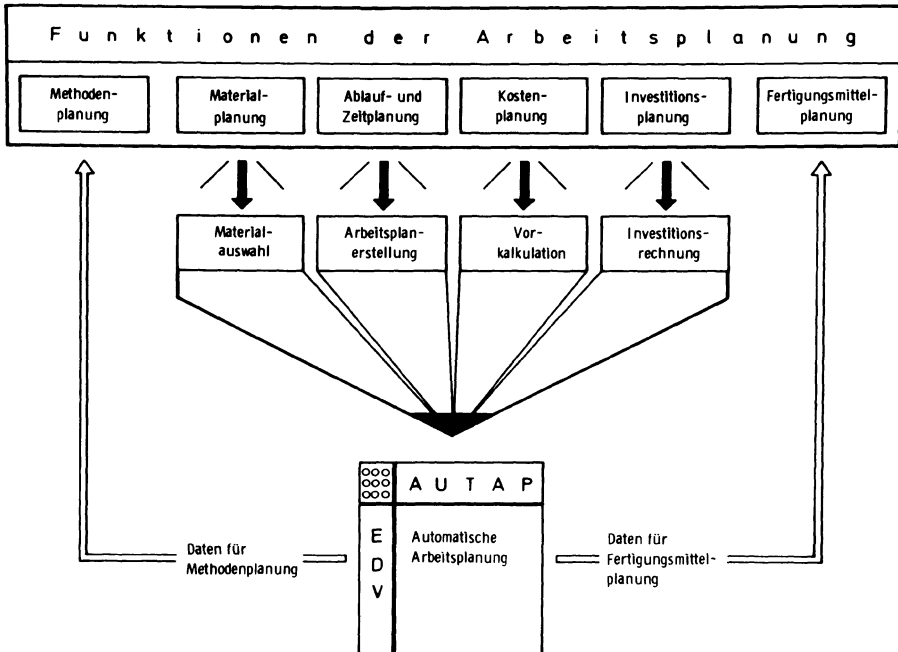 Funktionen der Arbeitsplanung
Methoden-
planung
Material-
planung
Ablauf- und
Zeitplanung
Kosten-
planung
Investitions-
planung
Fertigungsmittel-
planung
Material-
auswahl
Arbeitsplan-
erstellung
Vor-
kalkulation
Investitions-
rechnung
AUTAP
EDV
Automatische
Arbeitsplanung
Daten für
Methodenplanung
Daten für
Fertigungsmittel-
planung